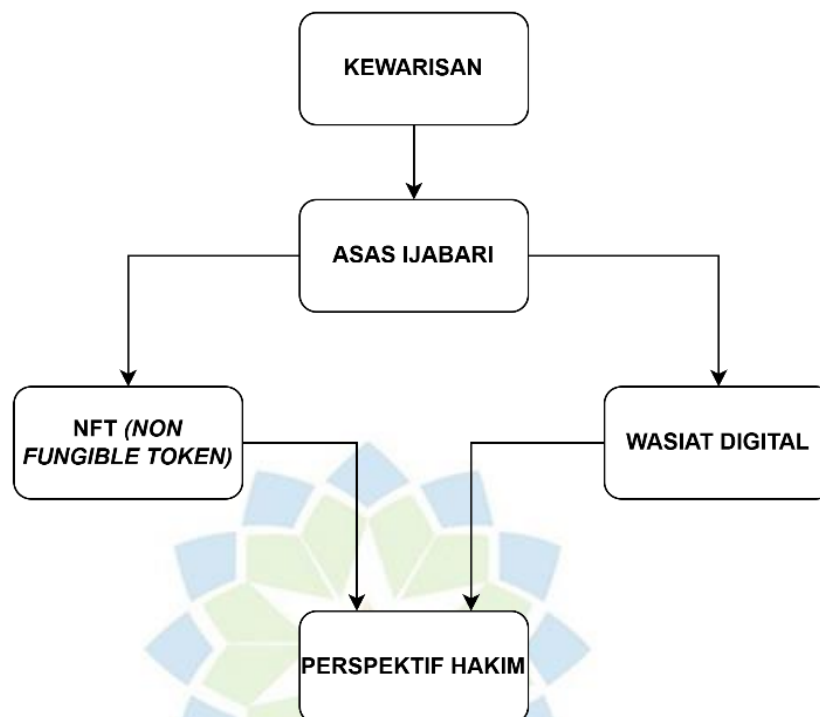 KEWARISAN
ASAS IJABARI
NFT (NON
FUNGIBLE TOKEN)
WASIAT DIGITAL
PERSPEKTIF HAKIM